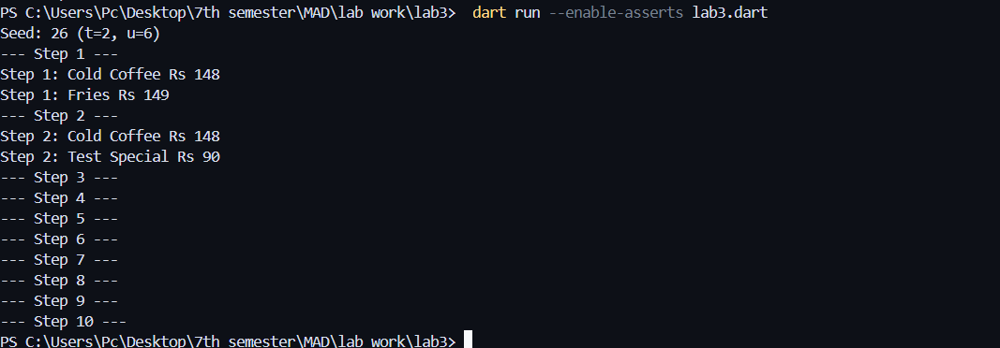 PS C:\Users\Pc\Desktop\7th semester\MAD\lab work\lab3>  dart run --enable-asserts lab3.dart
Seed: 26 (t=2, u=6)
--- Step 1 ---
Step 1: Cold Coffee Rs 148
Step 1: Fries Rs 149
--- Step 2 ---
Step 2: Cold Coffee Rs 148
Step 2: Test Special Rs 90
--- Step 3 ---
--- Step 4 ---
--- Step 5 ---
--- Step 6 ---
--- Step 7 ---
--- Step 8 ---
--- Step 9 ---
--- Step 10 ---
PS C:\Users\Pc\Desktop\7th semester\MAD\lab work\lab3>